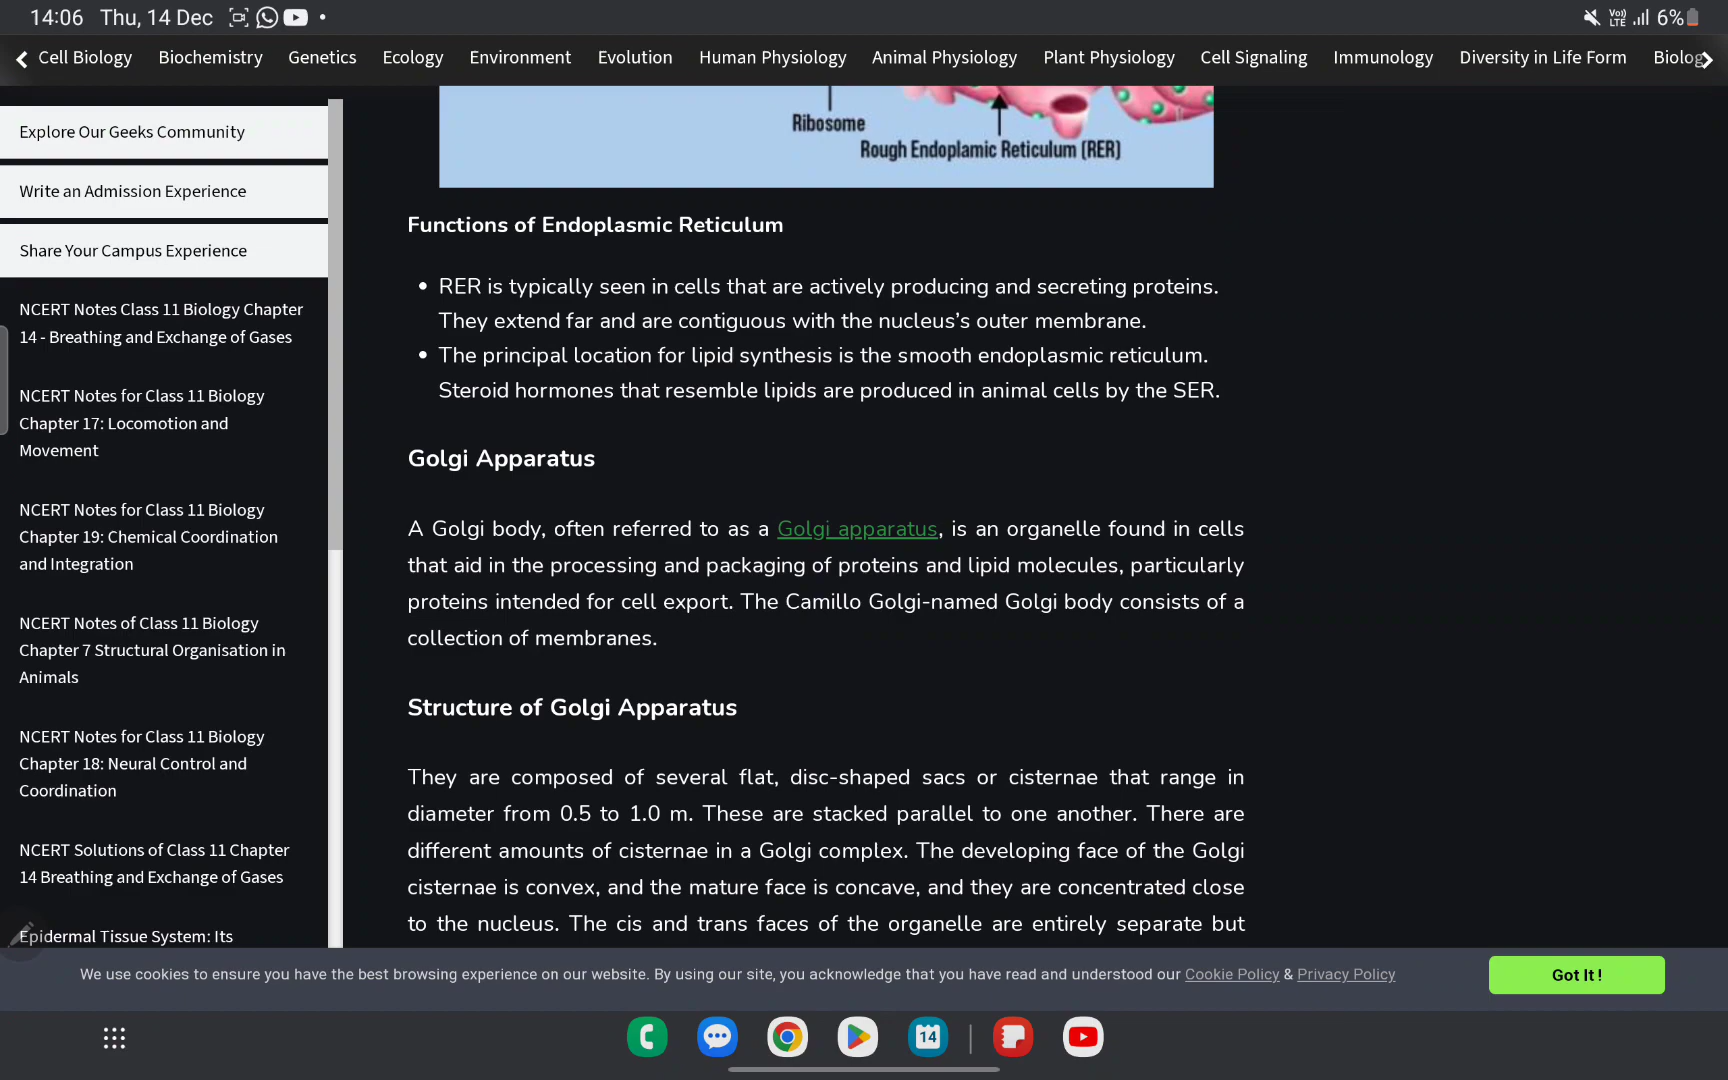 14:06 Thu, 14 Dec
Vo))
LTE
6%
Cell Biology Biochemistry Genetics Ecology Environment Evolution Human Physiology Animal Physiology Plant Physiology Cell Signaling Immunology Diversity in Life Form Biolog
Explore Our Geeks Community
Write an Admission Experience
Share Your Campus Experience
NCERT Notes Class 11 Biology Chapter
14 - Breathing and Exchange of Gases
NCERT Notes for Class 11 Biology
Chapter 17: Locomotion and
Movement
NCERT Notes for Class 11 Biology
Chapter 19: Chemical Coordination
and Integration
NCERT Notes of Class 11 Biology
Chapter 7 Structural Organisation in
Animals
NCERT Notes for Class 11 Biology
Chapter 18: Neural Control and
Coordination
NCERT Solutions of Class 11 Chapter
14 Breathing and Exchange of Gases
Epidermal Tissue System: Its
Ribosome
Rough Endoplamic Reticulum (RER)
Functions of Endoplasmic Reticulum
• RER is typically seen in cells that are actively producing and secreting proteins.
They extend far and are contiguous with the nucleus’s outer membrane.
• The principal location for lipid synthesis is the smooth endoplasmic reticulum.
Steroid hormones that resemble lipids are produced in animal cells by the SER.
Golgi Apparatus
A Golgi body, often referred to as a Golgi apparatus, is an organelle found in cells
that aid in the processing and packaging of proteins and lipid molecules, particularly
proteins intended for cell export. The Camillo Golgi-named Golgi body consists of a
collection of membranes.
Structure of Golgi Apparatus
They are composed of several flat, disc-shaped sacs or cisternae that range in
diameter from 0.5 to 1.0 m. These are stacked parallel to one another. There are
different amounts of cisternae in a Golgi complex. The developing face of the Golgi
cisternae is convex, and the mature face is concave, and they are concentrated close
to the nucleus. The cis and trans faces of the organelle are entirely separate but
We use cookies to ensure you have the best browsing experience on our website. By using our site, you acknowledge that you have read and understood our Cookie Policy & Privacy Policy
Got It !
14